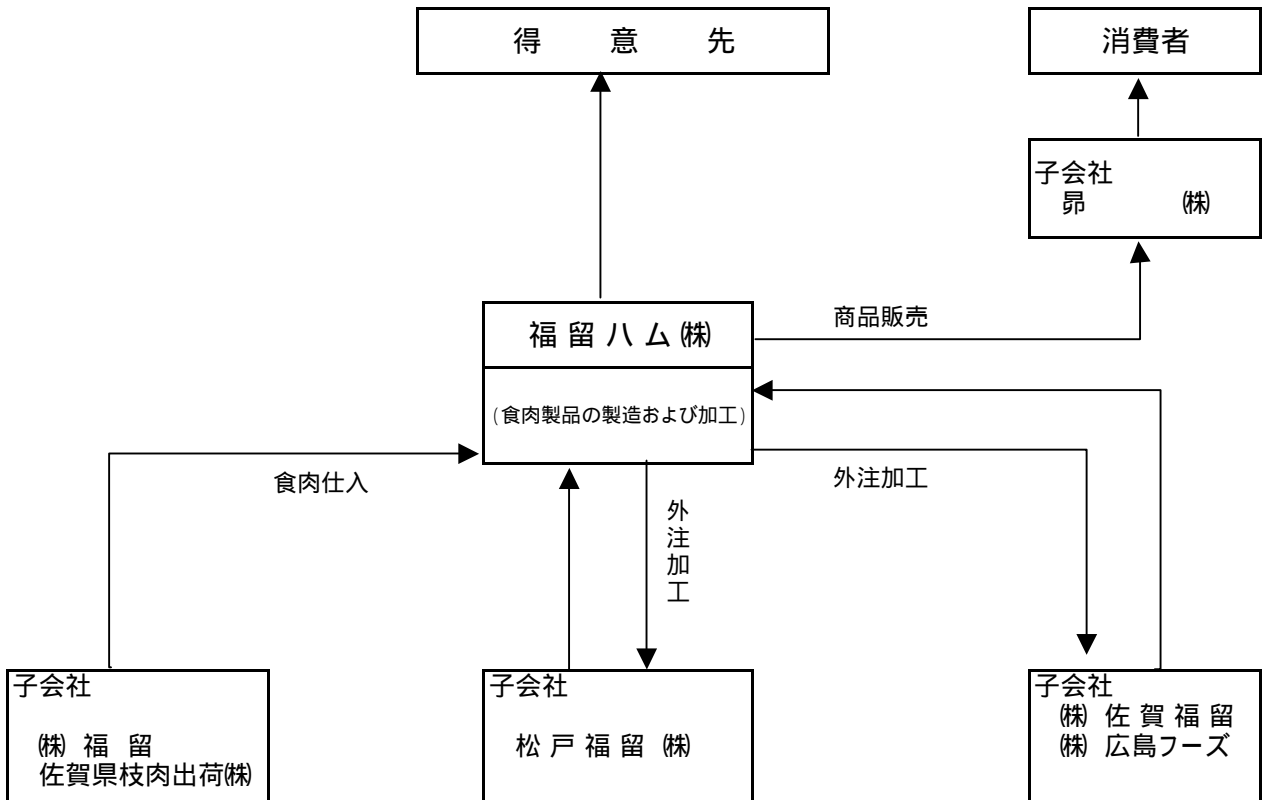 得 意 先
消費者
子会社
昴 ㈱
福留ハム㈱
商品販売
(食肉製品の製造および加工)
食肉仕入
外注加工
外注加工
子会社
㈱ 福 留
佐賀県枝肉出荷㈱
子会社
松戸福留 ㈱
子会社
㈱ 佐賀福留
㈱ 広島フーズ